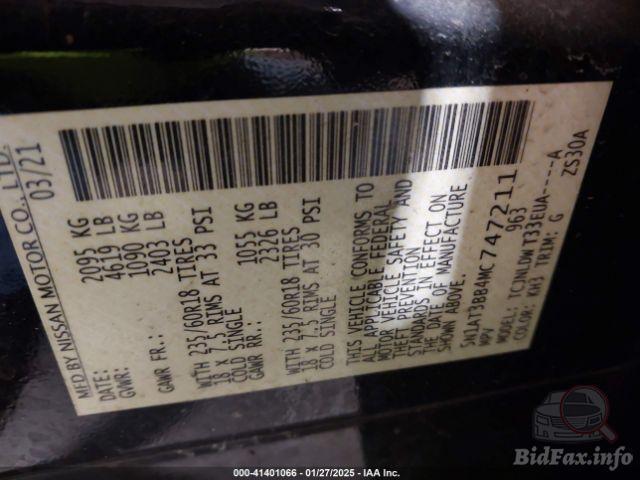 MFD.BY NISSAN MOTOR CO., LTD.
DATE: 03/21
GVWR: 2095 KG
4619 LB
GAWR FR.: 1090 KG
2403 LB
WITH 235/60R18 TIRES
18 x 7.5 RIMS AT 33 PSI
COLD SINGLE
GAWR RR.: 1055 KG
2326 LB
WITH 235/60R18 TIRES
18 x 7.5 RIMS AT 30 PSI
COLD SINGLE
THIS VEHICLE CONFORMS TO
ALL APPLICABLE FEDERAL
MOTOR VEHICLE SAFETY AND
THEFT PREVENTION
STANDARDS IN EFFECT ON
THE DATE OF MANUFACTURE
SHOWN ABOVE.
5N1AT3BB4MC747211
MPV 963
MODEL: TCJNLDWT33EUA----A
COLOR: KH3 TRIM: G ZS30A
BidFax.info
000-41401066 - 01/27/2025 - IAA Inc.